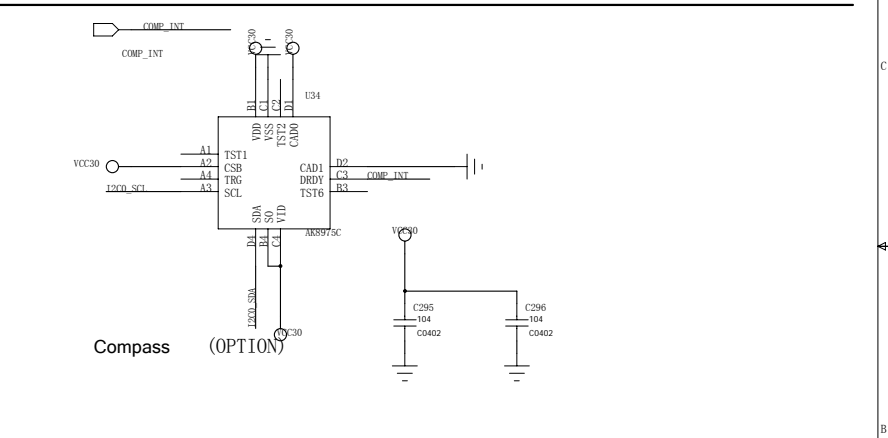 COMP_INT
COMP_INT
VCC30
VCC30
C
B1
C1
C2
D1
U34
VDD
VSS
TST2
CAD0
A1
TST1
VCC30
A2
CSB
CAD1
D2
A4
TRG
DRDY
C3
COMP_INT
I2C0_SCL
A3
SCL
TST6
B3
SDA
SO
VID
D4
B4
C4
AK8975C
VCC30
I2C0_SDA
VCC30
C295
104
C0402
C296
104
C0402
Compass (OPTION)
B